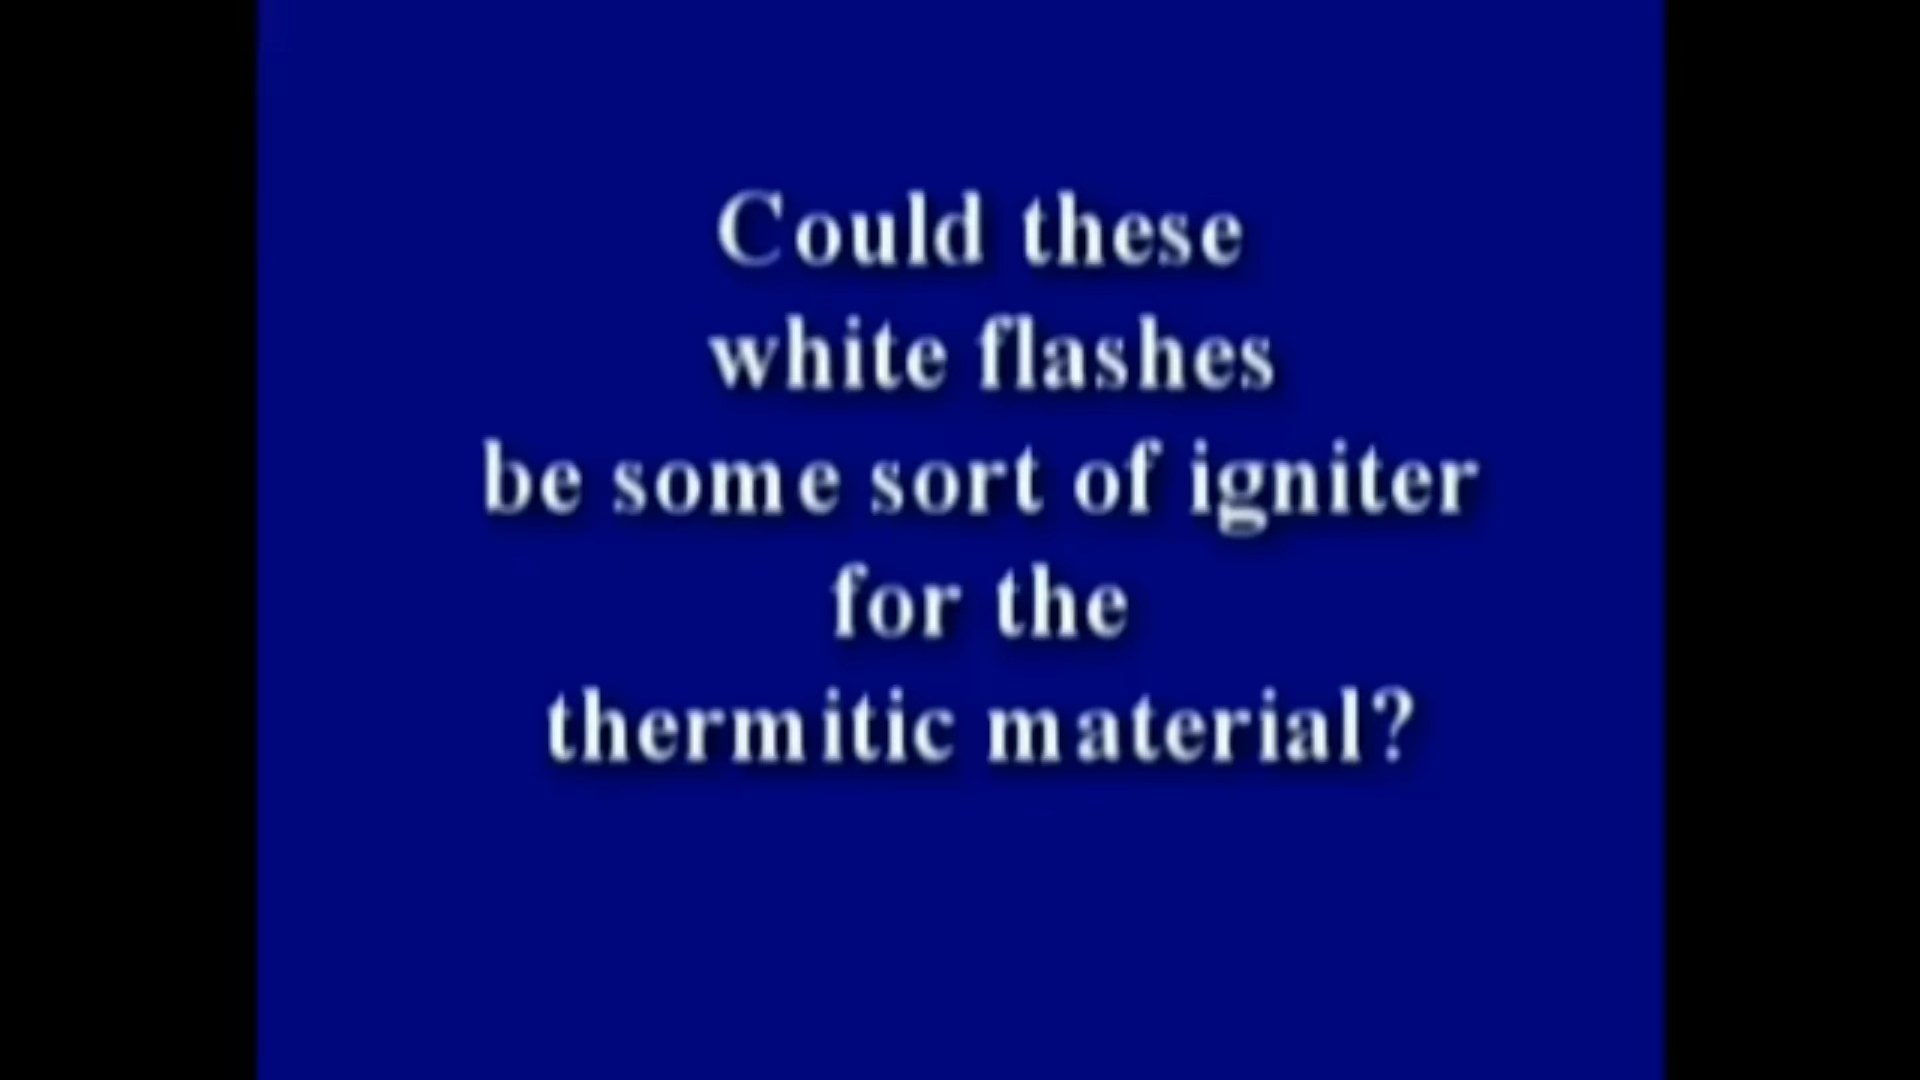 Could these
white flashes
be some sort of igniter
for the
thermitic material?